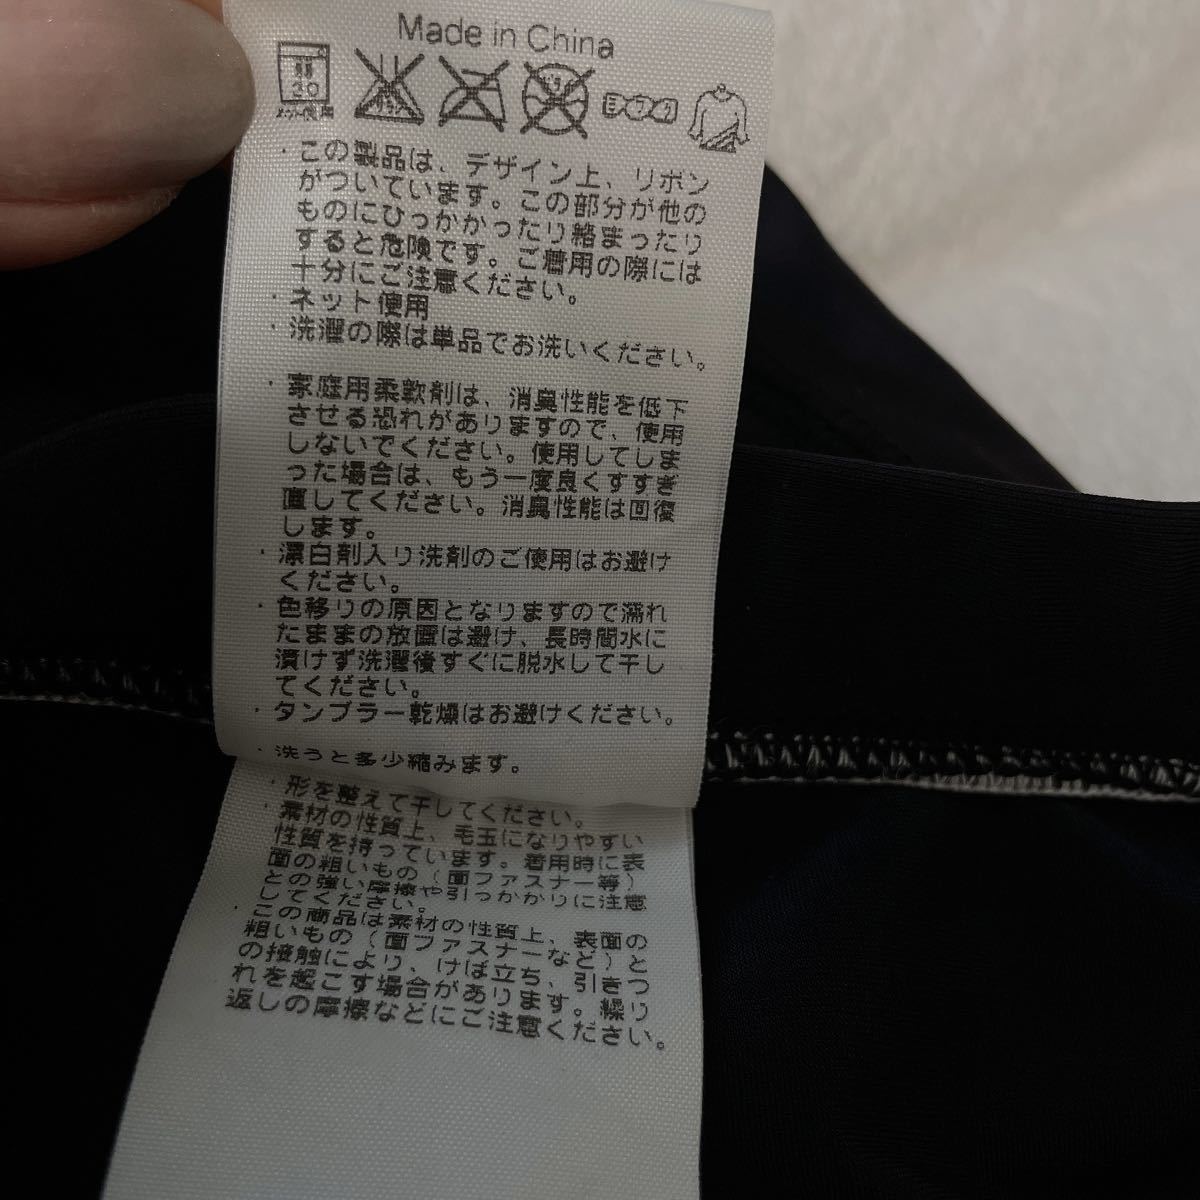 Made in China
弱 30
ネット使用
エンソ サラシ
ドライ
ヨワク
・この製品は、デザイン上、リボン
がついています。この部分が他の
ものにひっかかったり絡まったり
すると危険です。ご着用の際には
十分にご注意ください。
・ネット使用
・洗濯の際は単品でお洗いください。
・家庭用柔軟剤は、消臭性能を低下
させる恐れがありますので、使用
しないでください。使用してしま
った場合は、もう一度良くすすぎ
直してください。消臭性能は回復
します。
・漂白剤入り洗剤のご使用はお避け
ください。
・色移りの原因となりますので濡れ
たままの放置は避け、長時間水に
漬けず洗濯後すぐに脱水して干し
てください。
・タンブラー乾燥はお避けください。
・洗うと多少縮みます。
・形を整えて干してください。
・素材の性質上、毛玉になりやすい
性質を持っています。着用時に表
面の粗いもの（面ファスナー等）
との強い摩擦や引っかかりに注意
してください。
・この商品は素材の性質上、表面の
粗いもの（面ファスナーなど）と
の接触により、けば立ち、引きつ
れを起こす場合があります。繰り
返しの摩擦などにご注意ください。